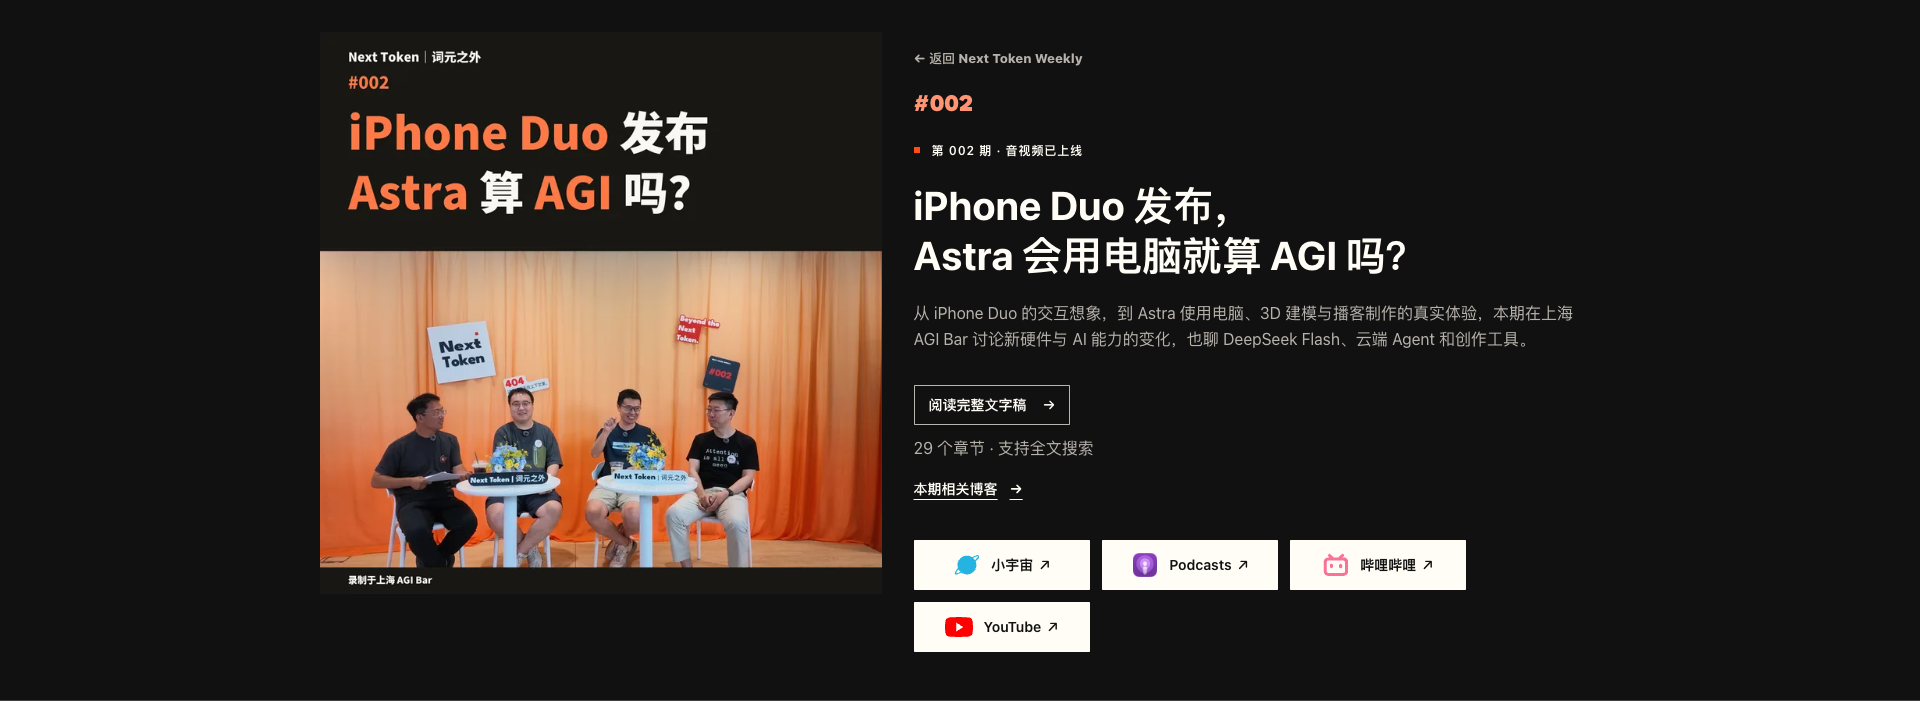 Next Token｜词元之外
#002
iPhone Duo 发布
Astra 算 AGI 吗?
Next
Token
Beyond the
Next
Token.
404
#002
Attention
is all
need
Next Token | 词元之外
Next Token | 词元之外
录制于上海 AGI Bar
← 返回 Next Token Weekly
#002
第 002 期 · 音视频已上线
iPhone Duo 发布，
Astra 会用电脑就算 AGI 吗?
从 iPhone Duo 的交互想象，到 Astra 使用电脑、3D 建模与播客制作的真实体验，本期在上海
AGI Bar 讨论新硬件与 AI 能力的变化，也聊 DeepSeek Flash、云端 Agent 和创作工具。
阅读完整文字稿 →
29 个章节 · 支持全文搜索
本期相关博客 →
小宇宙 ↗
Podcasts ↗
哔哩哔哩 ↗
YouTube ↗